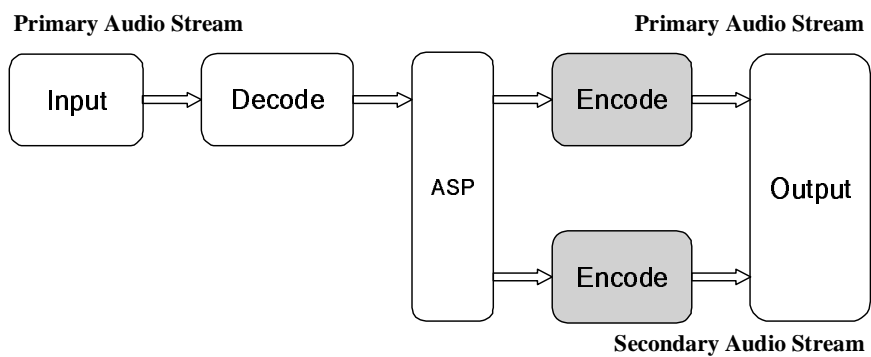 Primary Audio Stream
Primary Audio Stream
Input
Decode
Encode
ASP
Output
Encode
Secondary Audio Stream